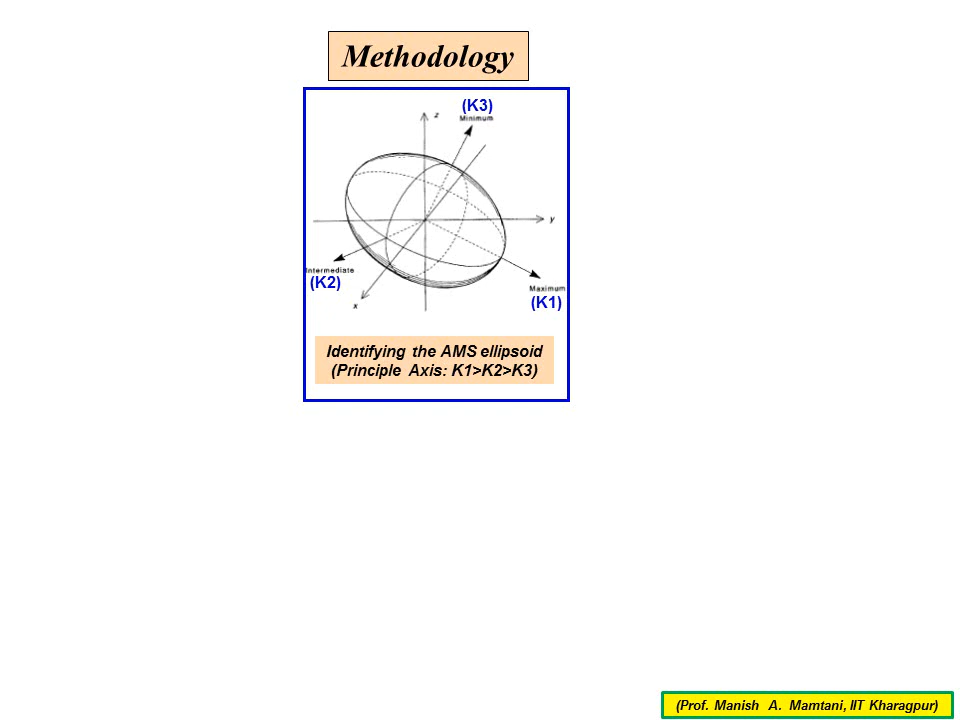 Methodology
(K3)
Minimum
z
y
Intermediate
(K2)
x
Maximum
(K1)
Identifying the AMS ellipsoid
(Principle Axis: K1>K2>K3)
(Prof. Manish A. Mamtani, IIT Kharagpur)